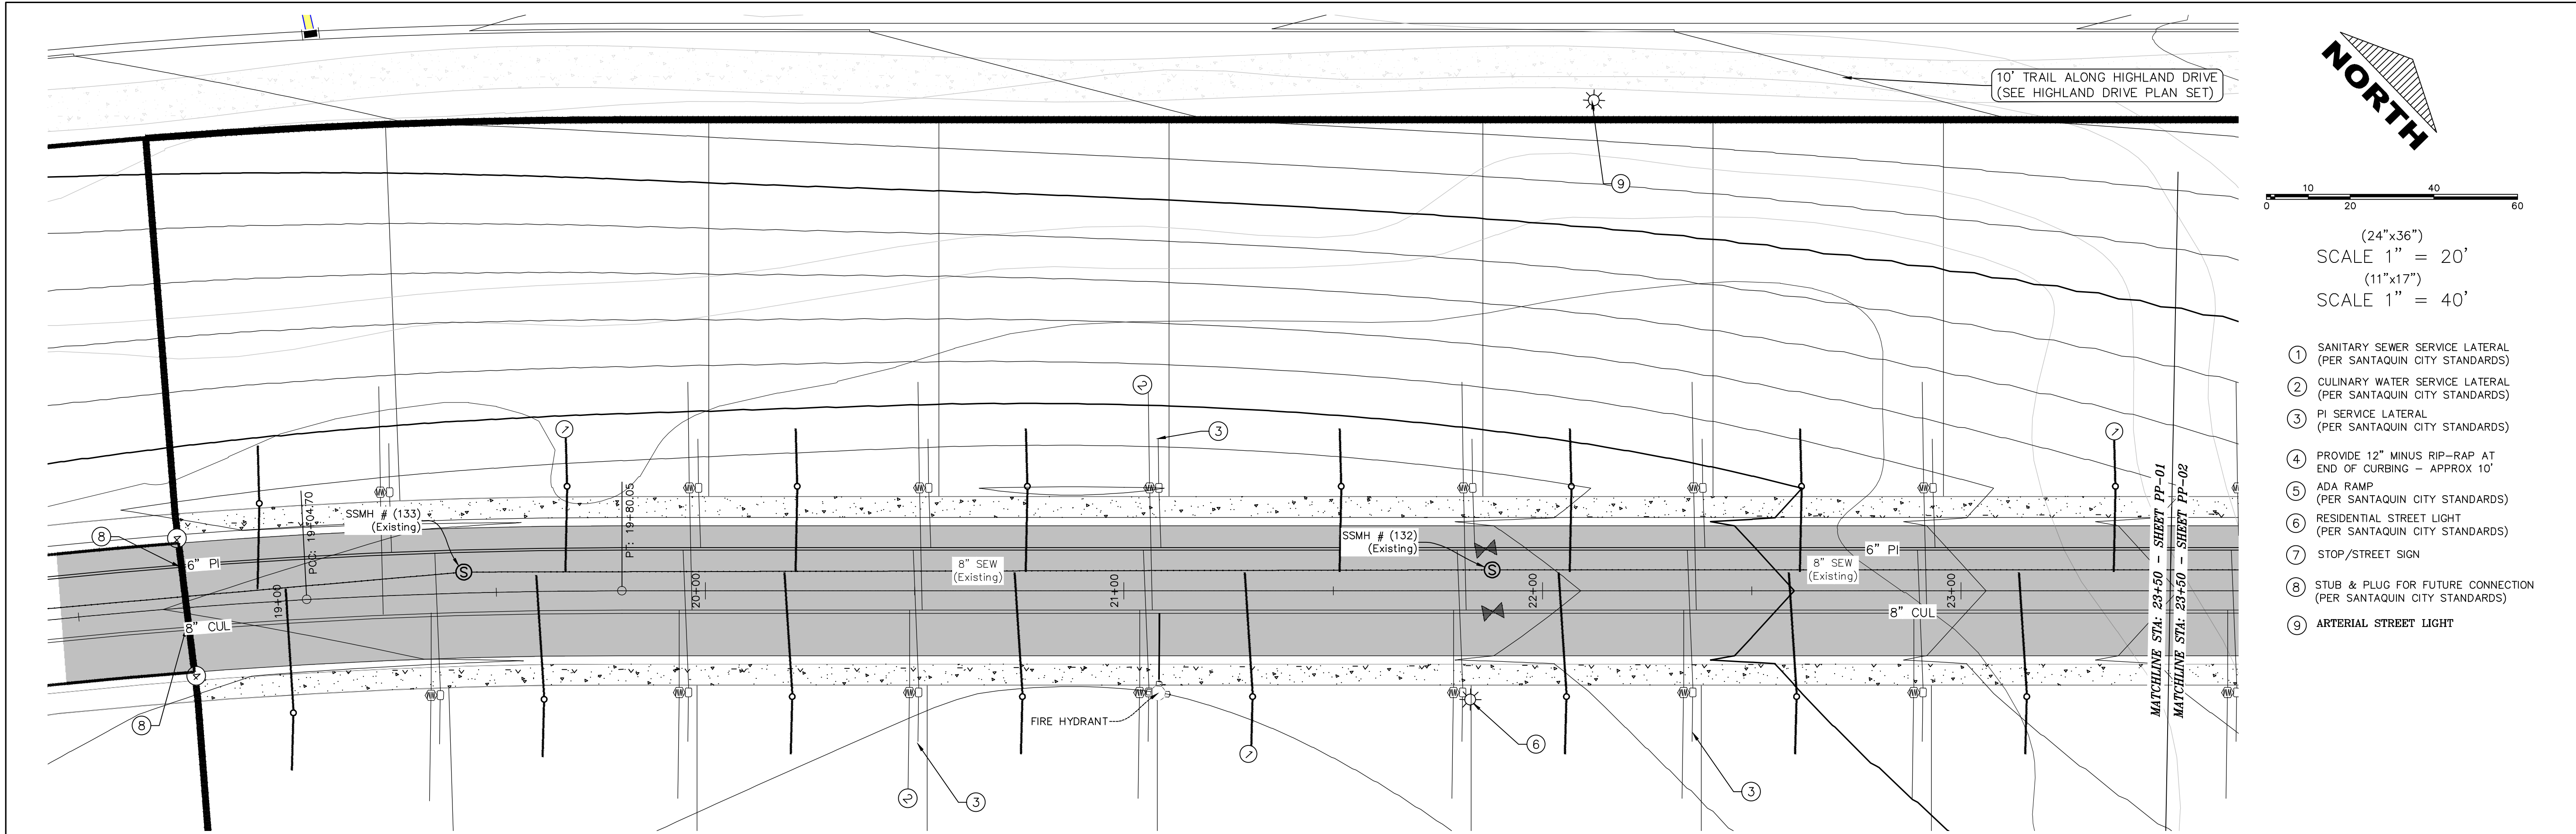 10' TRAIL ALONG HIGHLAND DRIVE
(SEE HIGHLAND DRIVE PLAN SET)
9
2
1
3
1
SSMH # (133)
(Existing)
POC: 19+04.70
PT: 19+80.05
SSMH # (132)
(Existing)
8
4
6" PI
8" SEW
(Existing)
6" PI
8" SEW
(Existing)
19+00
20+00
21+00
22+00
23+00
8" CUL
8" CUL
4
8
FIRE HYDRANT
1
6
2
3
3
MATCHLINE STA: 23+50 - SHEET PP-01
MATCHLINE STA: 23+50 - SHEET PP-02
NORTH
10 40
0 20 60
(24"x36")
SCALE 1" = 20'
(11"x17")
SCALE 1" = 40'
1 SANITARY SEWER SERVICE LATERAL
(PER SANTAQUIN CITY STANDARDS)
2 CULINARY WATER SERVICE LATERAL
(PER SANTAQUIN CITY STANDARDS)
3 PI SERVICE LATERAL
(PER SANTAQUIN CITY STANDARDS)
4 PROVIDE 12" MINUS RIP-RAP AT
END OF CURBING - APPROX 10'
5 ADA RAMP
(PER SANTAQUIN CITY STANDARDS)
6 RESIDENTIAL STREET LIGHT
(PER SANTAQUIN CITY STANDARDS)
7 STOP/STREET SIGN
8 STUB & PLUG FOR FUTURE CONNECTION
(PER SANTAQUIN CITY STANDARDS)
9 ARTERIAL STREET LIGHT